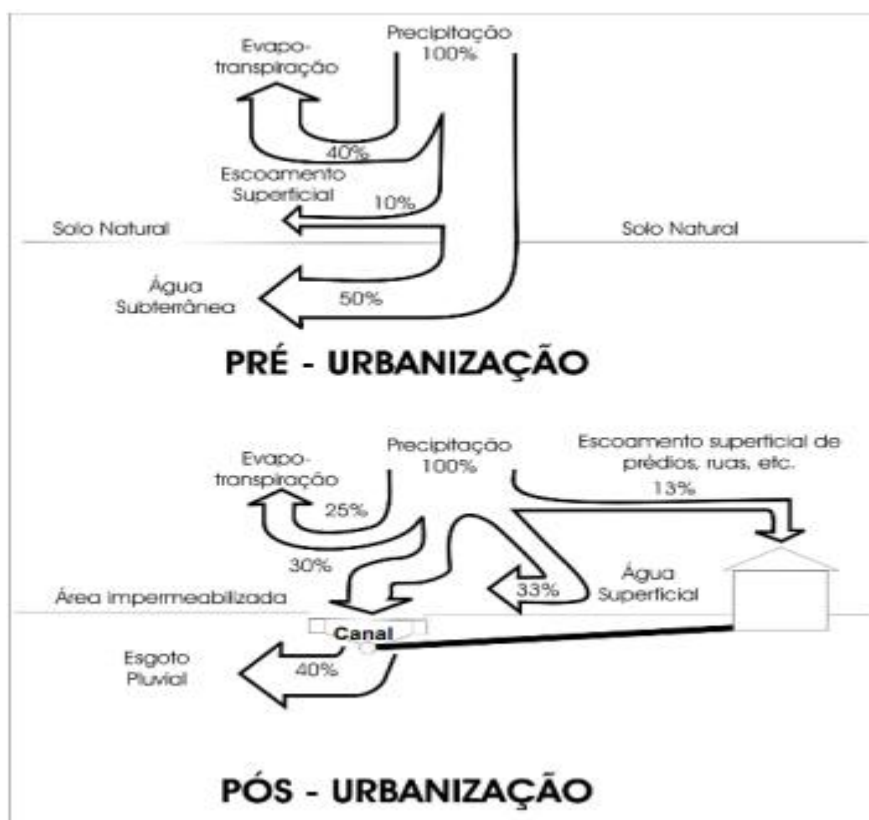 Precipitação
100%
Evapo-
transpiração
40%
Escoamento
Superficial
10%
Solo Natural
Solo Natural
Água
Subterrânea
50%
PRÉ - URBANIZAÇÃO
Precipitação
100%
Escoamento superficial de
prédios, ruas, etc.
13%
Evapo-
transpiração
25%
30%
33%
Água
Superficial
Área impermeabilizada
Canal
Esgoto
Pluvial
40%
PÓS - URBANIZAÇÃO